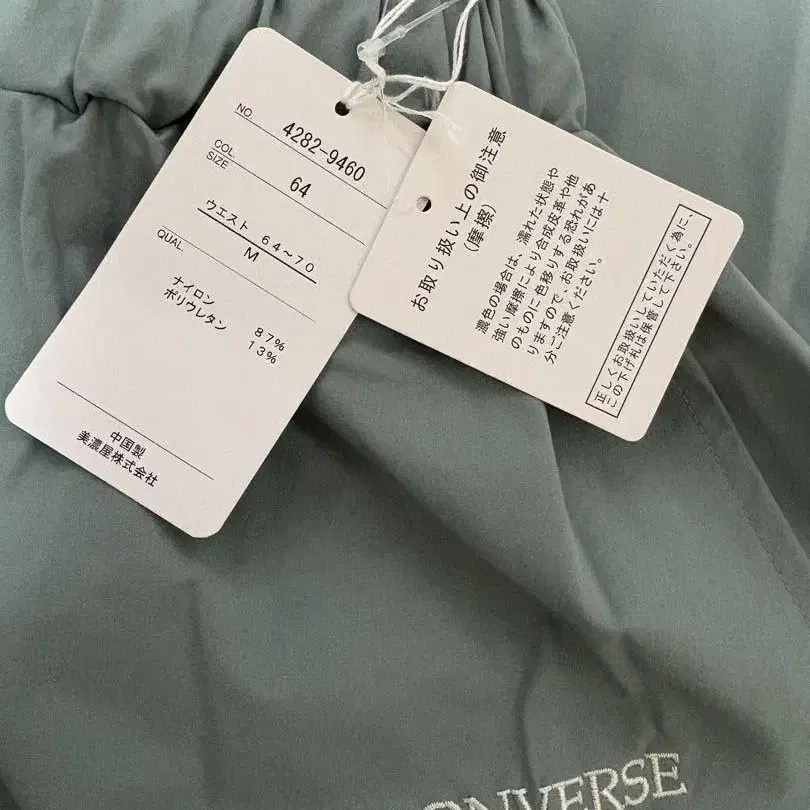 NO. 4282-9460
COL. 64
SIZE
ウエスト 64～70
M
QUAL
ナイロン 87%
ポリウレタン 13%
中国製
美濃屋株式会社
お取り扱い上の御注意
(摩擦)
濃色の場合は、濡れた状態や
強い摩擦により合成皮革や他
のものに色移りする恐れがあ
りますので、お取扱いには十
分ご注意ください。
正しくお取扱いしていただく為に、
この下げ札は保管して下さい。
ONVERSE